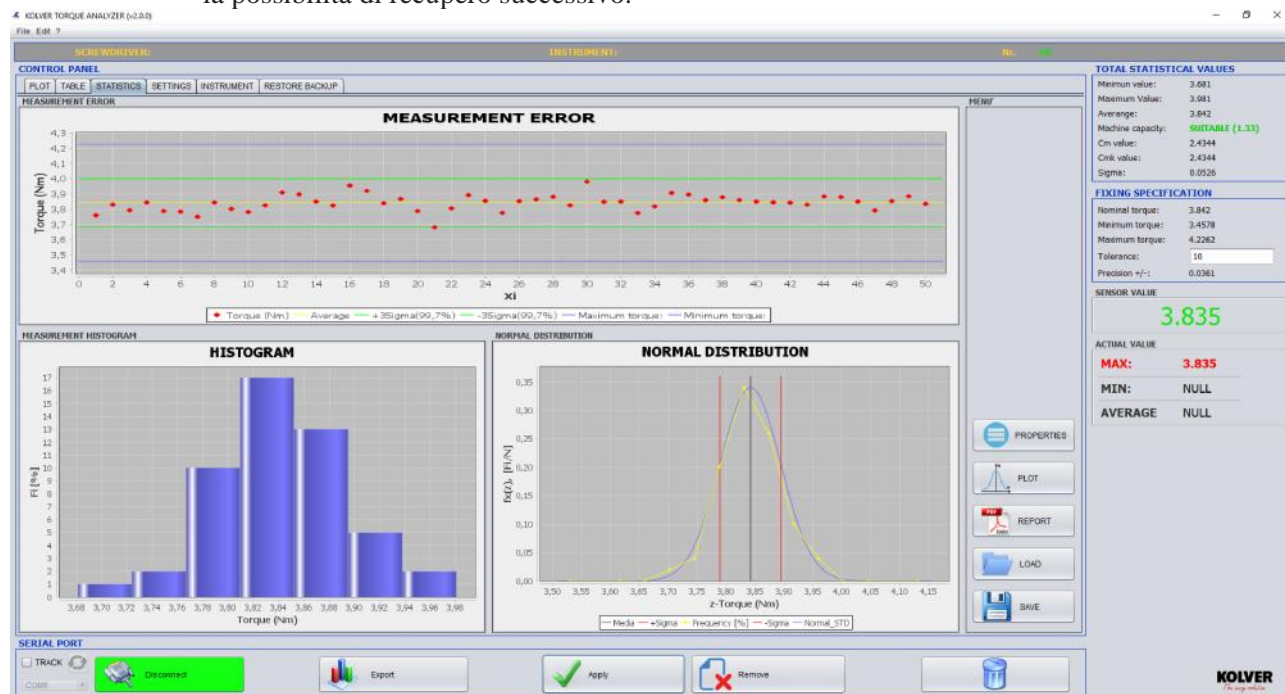 la possibilità di recupero successivo.
KOLVER TORQUE ANALYZER (v2.0.0)
File Edit ?
SCREWDRIVER:
INSTRUMENT:
Nr.
CONTROL PANEL
PLOT TABLE STATISTICS SETTINGS INSTRUMENT RESTORE BACKUP
MEASUREMENT ERROR
MENU'
MEASUREMENT ERROR
4,3
4,2
4,1
4,0
3,9
3,8
3,7
3,6
3,5
3,4
Torque (Nm)
0 2 4 6 8 10 12 14 16 18 20 22 24 26 28 30 32 34 36 38 40 42 44 46 48 50
xi
Torque (Nm) Average +3Sigma(99,7%) -3Sigma(99,7%) Maximum torque: Minimum torque:
MEASUREMENT HISTOGRAM
HISTOGRAM
17
16
15
14
13
12
11
10
9
8
7
6
5
4
3
2
1
0
Fi [%]
3,68 3,70 3,72 3,74 3,76 3,78 3,80 3,82 3,84 3,86 3,88 3,90 3,92 3,94 3,96 3,98
Torque (Nm)
NORMAL DISTRIBUTION
NORMAL DISTRIBUTION
0,35
0,30
0,25
0,20
0,15
0,10
0,05
0,00
fx(z), [Fi/N]
3,50 3,55 3,60 3,65 3,70 3,75 3,80 3,85 3,90 3,95 4,00 4,05 4,10 4,15
z-Torque (Nm)
Media +Sigma Frequency [%] -Sigma Normal_STD
PROPERTIES
PLOT
REPORT
LOAD
SAVE
TOTAL STATISTICAL VALUES
Minimun value: 3.681
Maximum Value: 3.981
Averange: 3.842
Machine capacity: SUITABLE (1.33)
Cm value: 2.4344
Cmk value: 2.4344
Sigma: 0.0526
FIXING SPECIFICATION
Nominal torque: 3.842
Minimum torque: 3.4578
Maximum torque: 4.2262
Tolerance: 10
Precision +/-: 0.0361
SENSOR VALUE
3.835
ACTUAL VALUE
MAX: 3.835
MIN: NULL
AVERAGE NULL
SERIAL PORT
TRACK
Disconnect
Export
Apply
Remove
KOLVER